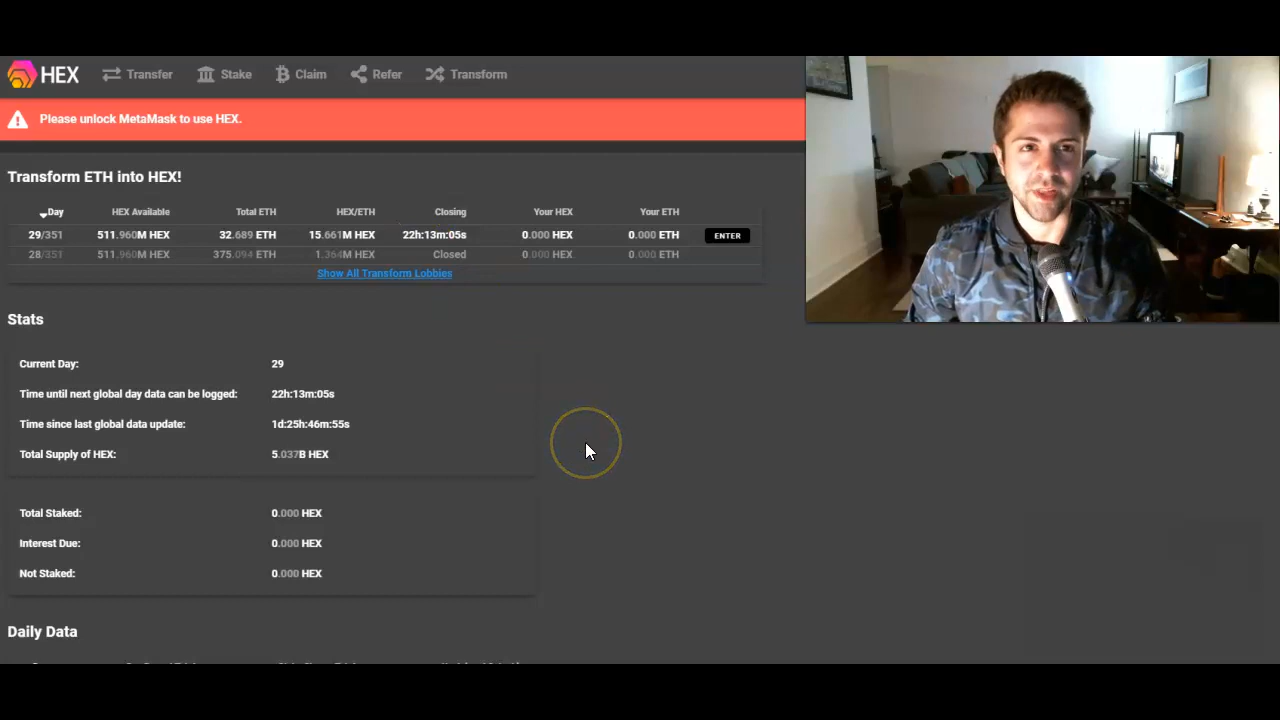 HEX Transfer Stake Claim Refer Transform
Please unlock MetaMask to use HEX.
Transform ETH into HEX!
Day HEX Available Total ETH HEX/ETH Closing Your HEX Your ETH
29/351 511.960M HEX 32.689 ETH 15.661M HEX 22h:13m:05s 0.000 HEX 0.000 ETH ENTER
28/351 511.960M HEX 375.094 ETH 1.364M HEX Closed 0.000 HEX 0.000 ETH
Show All Transform Lobbies
Stats
Current Day: 29
Time until next global day data can be logged: 22h:13m:05s
Time since last global data update: 1d:25h:46m:55s
Total Supply of HEX: 5.037B HEX
Total Staked: 0.000 HEX
Interest Due: 0.000 HEX
Not Staked: 0.000 HEX
Daily Data